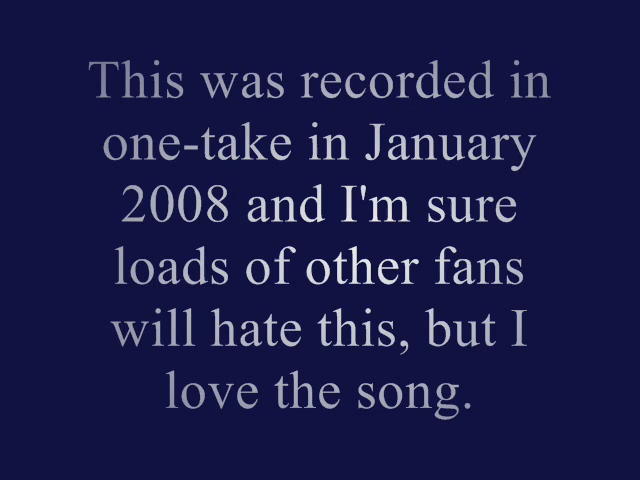 This was recorded in
one-take in January
2008 and I'm sure
loads of other fans
will hate this, but I
love the song.